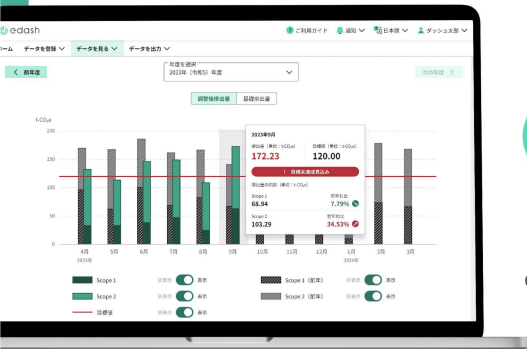 edash
ご利用ガイド 通知 日本語 ダッシュ太郎
ホーム データを登録 データを見る データを出力
前年度
年度を選択
2023年（令和5）年度
次の年度
調整後排出量 基礎排出量
t-CO₂e
200
150
100
50
0
4月 5月 6月 7月 8月 9月 10月 11月 12月 1月 2月 3月
2023年 2024年
2023年9月
排出量（単位：t-CO₂e） 目標値（単位：t-CO₂e）
172.23 120.00
! 目標未達成見込み
排出量の内訳（単位：t-CO₂e）
Scope 1 前年対比
68.94 7.79%
Scope 2 前年対比
103.29 34.53%
Scope 1 非表示 表示 Scope 1（前年） 非表示 表示
Scope 2 非表示 表示 Scope 2（前年） 非表示 表示
目標値 非表示 表示